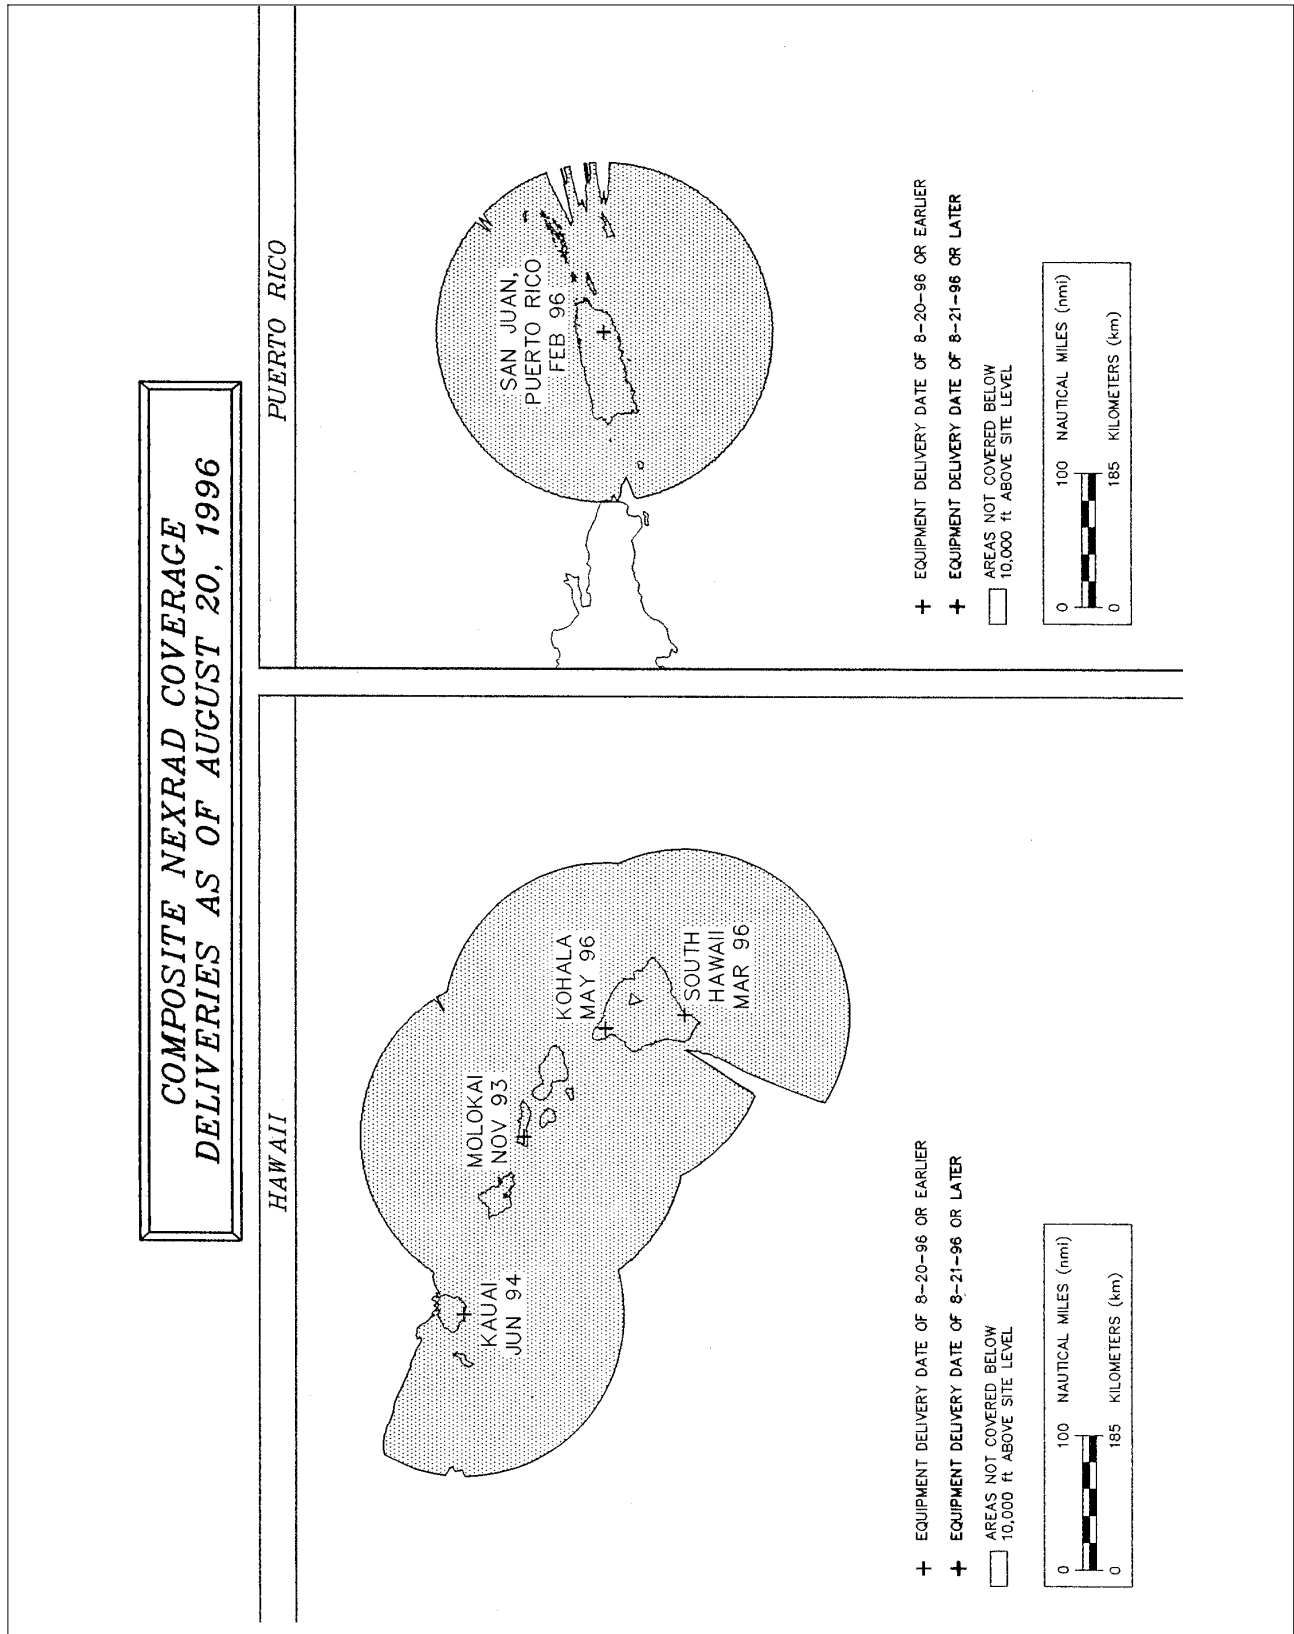 COMPOSITE NEXRAD COVERAGE
DELIVERIES AS OF AUGUST 20, 1996
HAWAII
KAUAI
JUN 94
MOLOKAI
NOV 93
KOHALA
MAY 96
SOUTH
HAWAII
MAR 96
+ EQUIPMENT DELIVERY DATE OF 8-20-96 OR EARLIER
+ EQUIPMENT DELIVERY DATE OF 8-21-96 OR LATER
AREAS NOT COVERED BELOW
10,000 ft ABOVE SITE LEVEL
0 100 NAUTICAL MILES (nmi)
0 185 KILOMETERS (km)
PUERTO RICO
SAN JUAN,
PUERTO RICO
FEB 96
+ EQUIPMENT DELIVERY DATE OF 8-20-96 OR EARLIER
+ EQUIPMENT DELIVERY DATE OF 8-21-96 OR LATER
AREAS NOT COVERED BELOW
10,000 ft ABOVE SITE LEVEL
0 100 NAUTICAL MILES (nmi)
0 185 KILOMETERS (km)